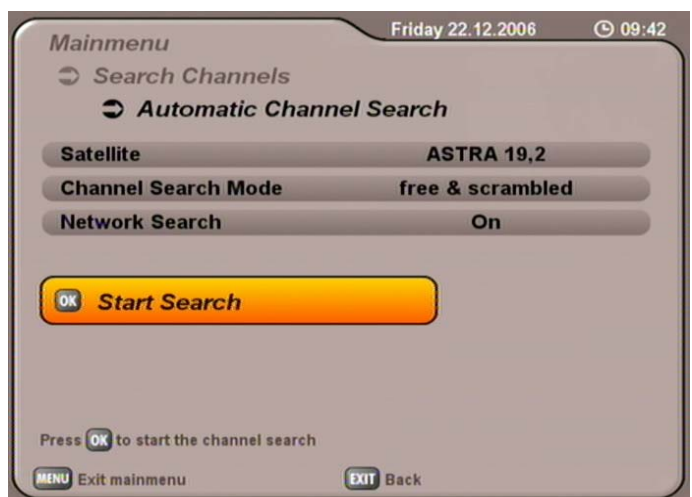 Friday 22.12.2006 09:42
Mainmenu
Search Channels
Automatic Channel Search
Satellite ASTRA 19,2
Channel Search Mode free & scrambled
Network Search On
OK Start Search
Press OK to start the channel search
MENU Exit mainmenu EXIT Back